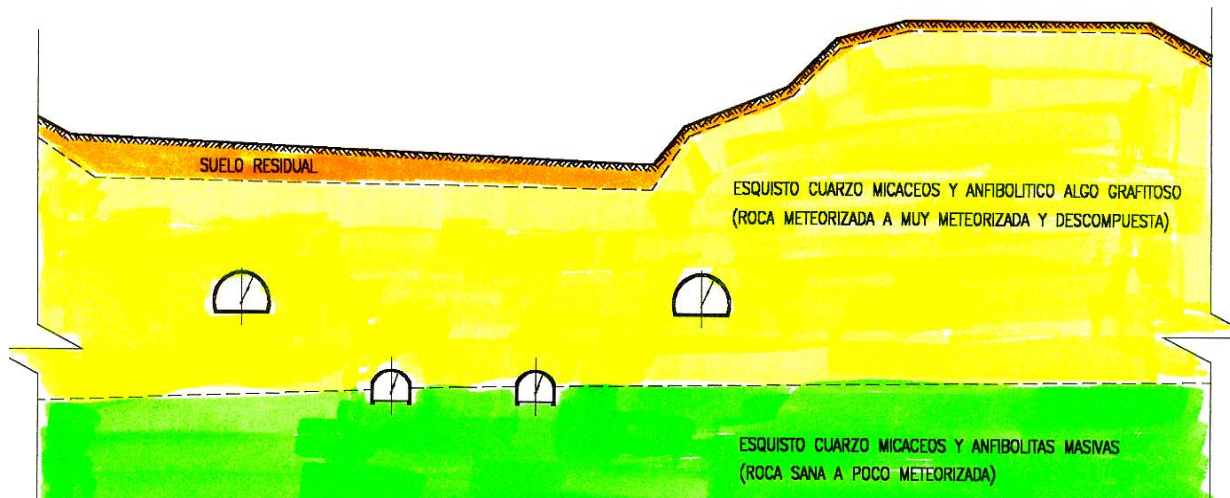 SUELO RESIDUAL
ESQUISTO CUARZO MICACEOS Y ANFIBOLITICO ALGO GRAFITOSO
(ROCA METEORIZADA A MUY METEORIZADA Y DESCOMPUESTA)
ESQUISTO CUARZO MICACEOS Y ANFIBOLITAS MASIVAS
(ROCA SANA A POCO METEORIZADA)